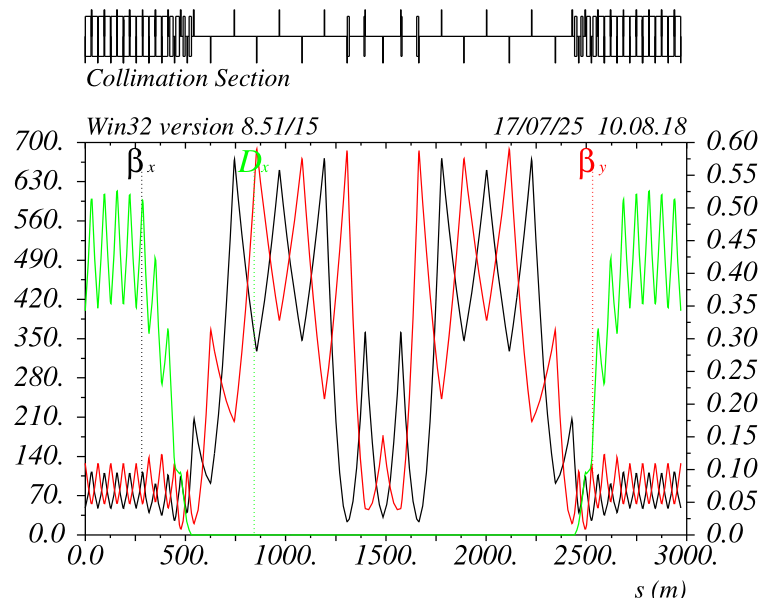 Collimation Section
Win32 version 8.51/15 17/07/25 10.08.18
700. 0.60
β x D x β y
630. 0.55
560. 0.50
0.45
490. 0.40
420. 0.35
350. 0.30
280. 0.25
210. 0.20
0.15
140. 0.10
70. 0.05
0.0 0.0
0.0 500. 1000. 1500. 2000. 2500. 3000.
s (m)